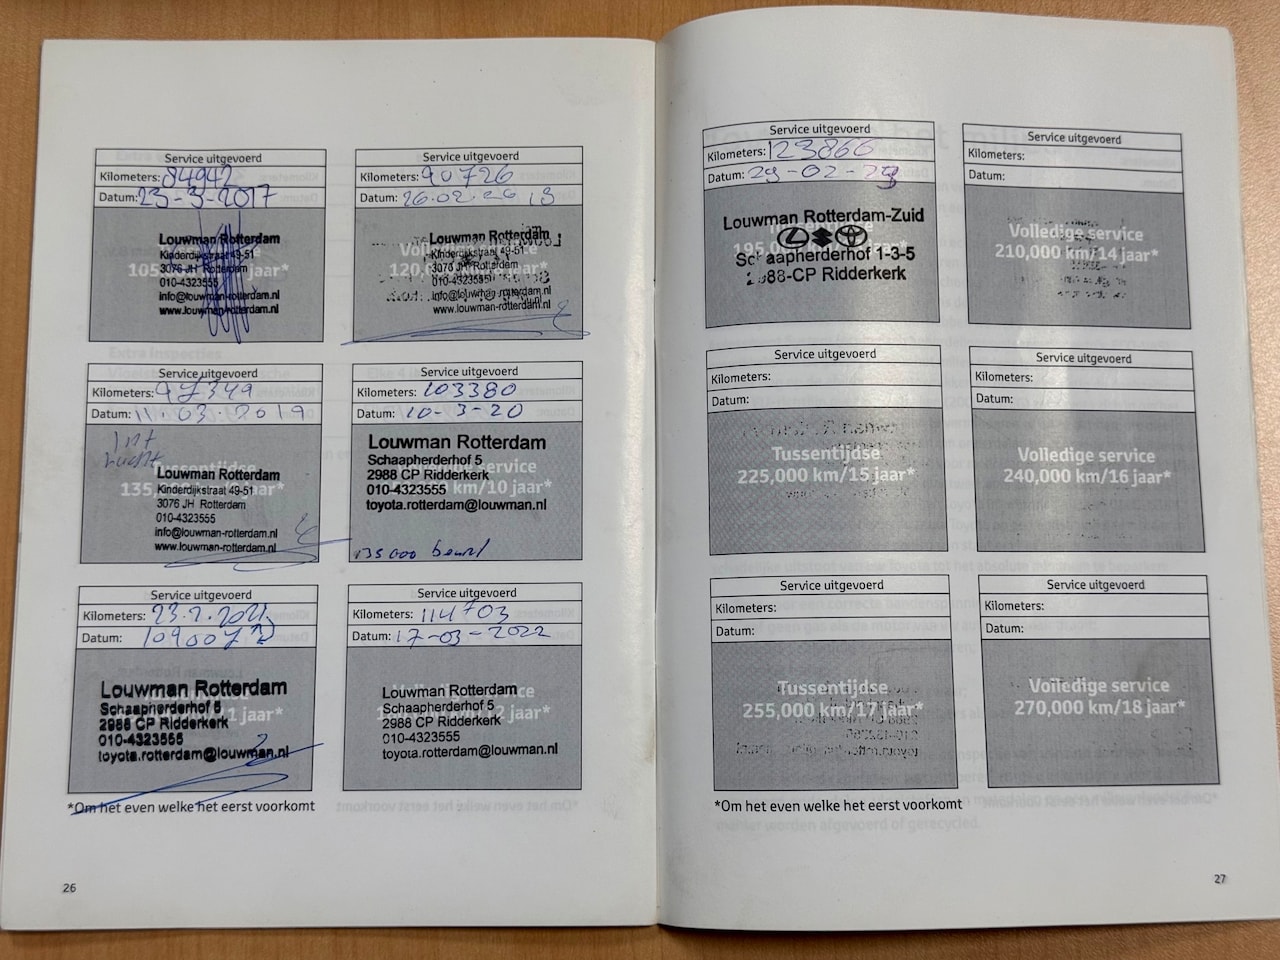 Service uitgevoerd
Kilometers: 84942
Datum: 23-3-2017
Louwman Rotterdam
Kinderdijkstraat 49-51
3076 JH Rotterdam
010-4323555
info@louwman-rotterdam.nl
www.louwman-rotterdam.nl
Service uitgevoerd
Kilometers: 90726
Datum: 26.02.2018
Louwman Rotterdam
Kinderdijkstraat 49-51
3076 JH Rotterdam
010-4323555
info@louwman-rotterdam.nl
www.louwman-rotterdam.nl
Service uitgevoerd
Kilometers: 97349
Datum: 11.03.2019
Tussentijdse
135
jaar*
Louwman Rotterdam
Kinderdijkstraat 49-51
3076 JH Rotterdam
010-4323555
info@louwman-rotterdam.nl
www.louwman-rotterdam.nl
Service uitgevoerd
Kilometers: 103380
Datum: 10-3-20
Louwman Rotterdam
Schaapherderhof 5
2988 CP Ridderkerk
010-4323555 km/10 jaar*
toyota.rotterdam@louwman.nl
135000 beurt
Service uitgevoerd
Kilometers: 23.2.2021
Datum:
Louwman Rotterdam
Schaapherderhof 5
2988 CP Ridderkerk
010-4323555
toyota.rotterdam@louwman.nl
Service uitgevoerd
Kilometers: 114703
Datum: 17-03-2022
Louwman Rotterdam
Schaapherderhof 5
2988 CP Ridderkerk
010-4323555
toyota.rotterdam@louwman.nl
*Om het even welke het eerst voorkomt
26
Service uitgevoerd
Kilometers: 123866
Datum: 29-02-
Louwman Rotterdam-Zuid
Schaapherderhof 1-3-5
2988-CP Ridderkerk
Service uitgevoerd
Kilometers:
Datum:
Volledige service
210,000 km/14 jaar*
Service uitgevoerd
Kilometers:
Datum:
Tussentijdse
225,000 km/15 jaar*
Service uitgevoerd
Kilometers:
Datum:
Volledige service
240,000 km/16 jaar*
Service uitgevoerd
Kilometers:
Datum:
Tussentijdse
255,000 km/17 jaar*
Service uitgevoerd
Kilometers:
Datum:
Volledige service
270,000 km/18 jaar*
*Om het even welke het eerst voorkomt
27